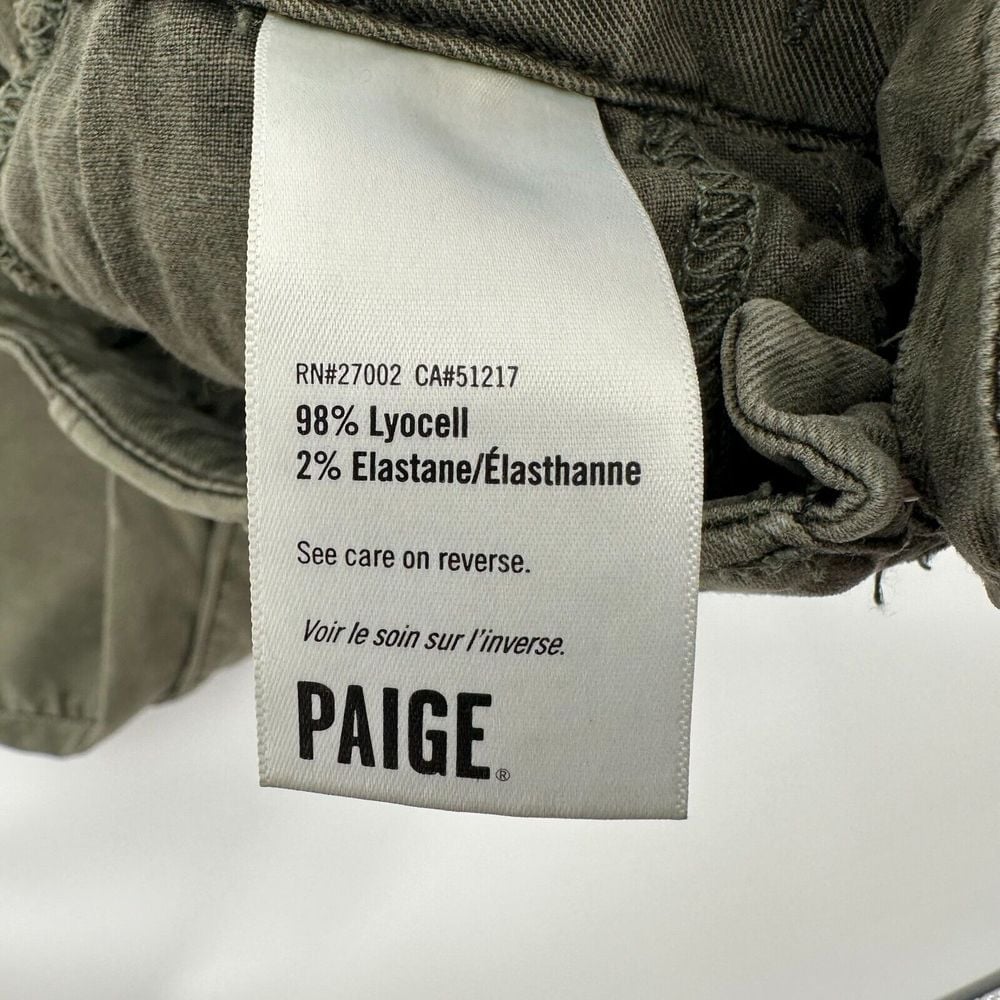 RN#27002 CA#51217
98% Lyocell
2% Elastane/Élasthanne
See care on reverse.
Voir le soin sur l'inverse.
PAIGE®